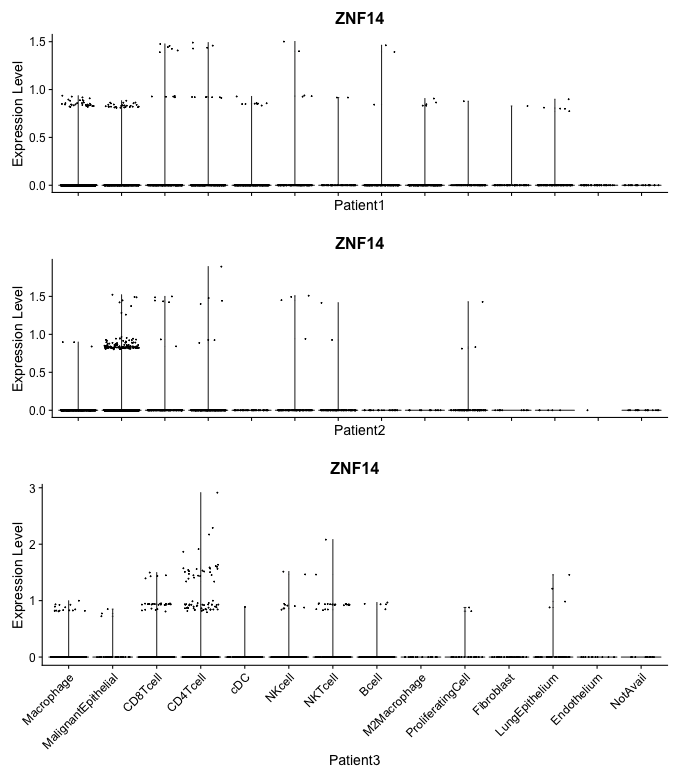 ZNF14
Expression Level
1.5
1.0
0.5
0.0
Patient1
ZNF14
Expression Level
1.5
1.0
0.5
0.0
Patient2
ZNF14
Expression Level
3
2
1
0
Macrophage
MalignantEpithelial
CD8Tcell
CD4Tcell
cDC
NKcell
NKTcell
Bcell
M2Macrophage
ProliferatingCell
Fibroblast
LungEpithelium
Endothelium
NotAvail
Patient3